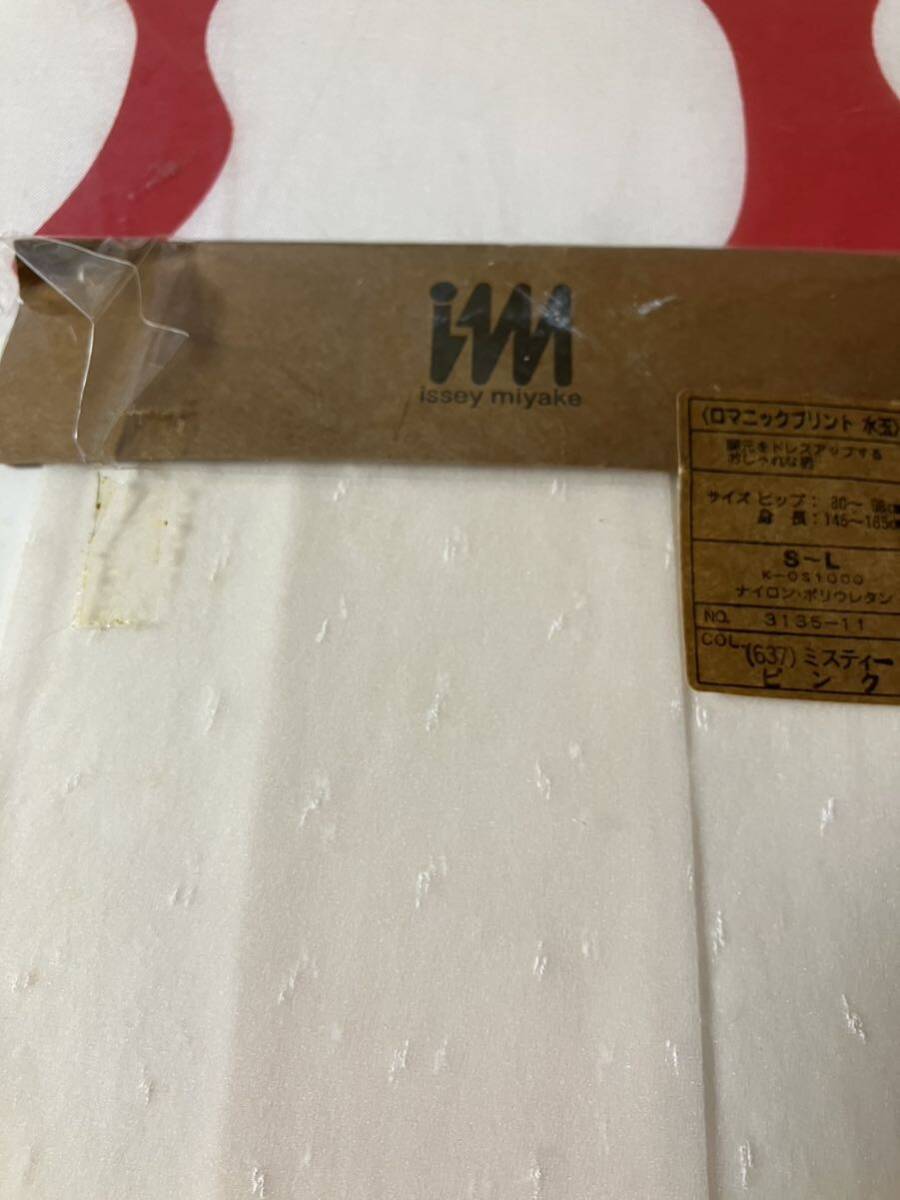 issey miyake
〈ロマニックプリント 水玉〉
脚元をドレスアップする
おしゃれな柄
サイズ ヒップ： 80～98cm
身 長：145～165cm
S～L
K-OS1000
ナイロン・ポリウレタン
NO. 3135-11
COL. (637) ミスティー
ピンク